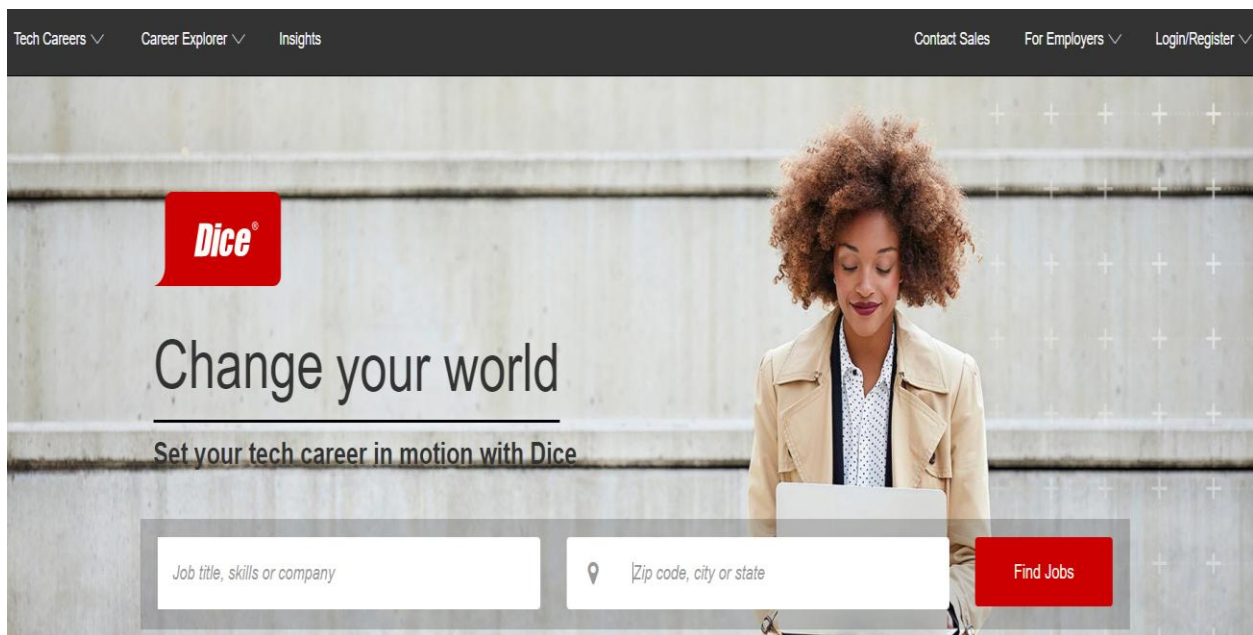 Tech Careers Career Explorer Insights Contact Sales For Employers Login/Register
Dice®
Change your world
Set your tech career in motion with Dice
Job title, skills or company Zip code, city or state Find Jobs